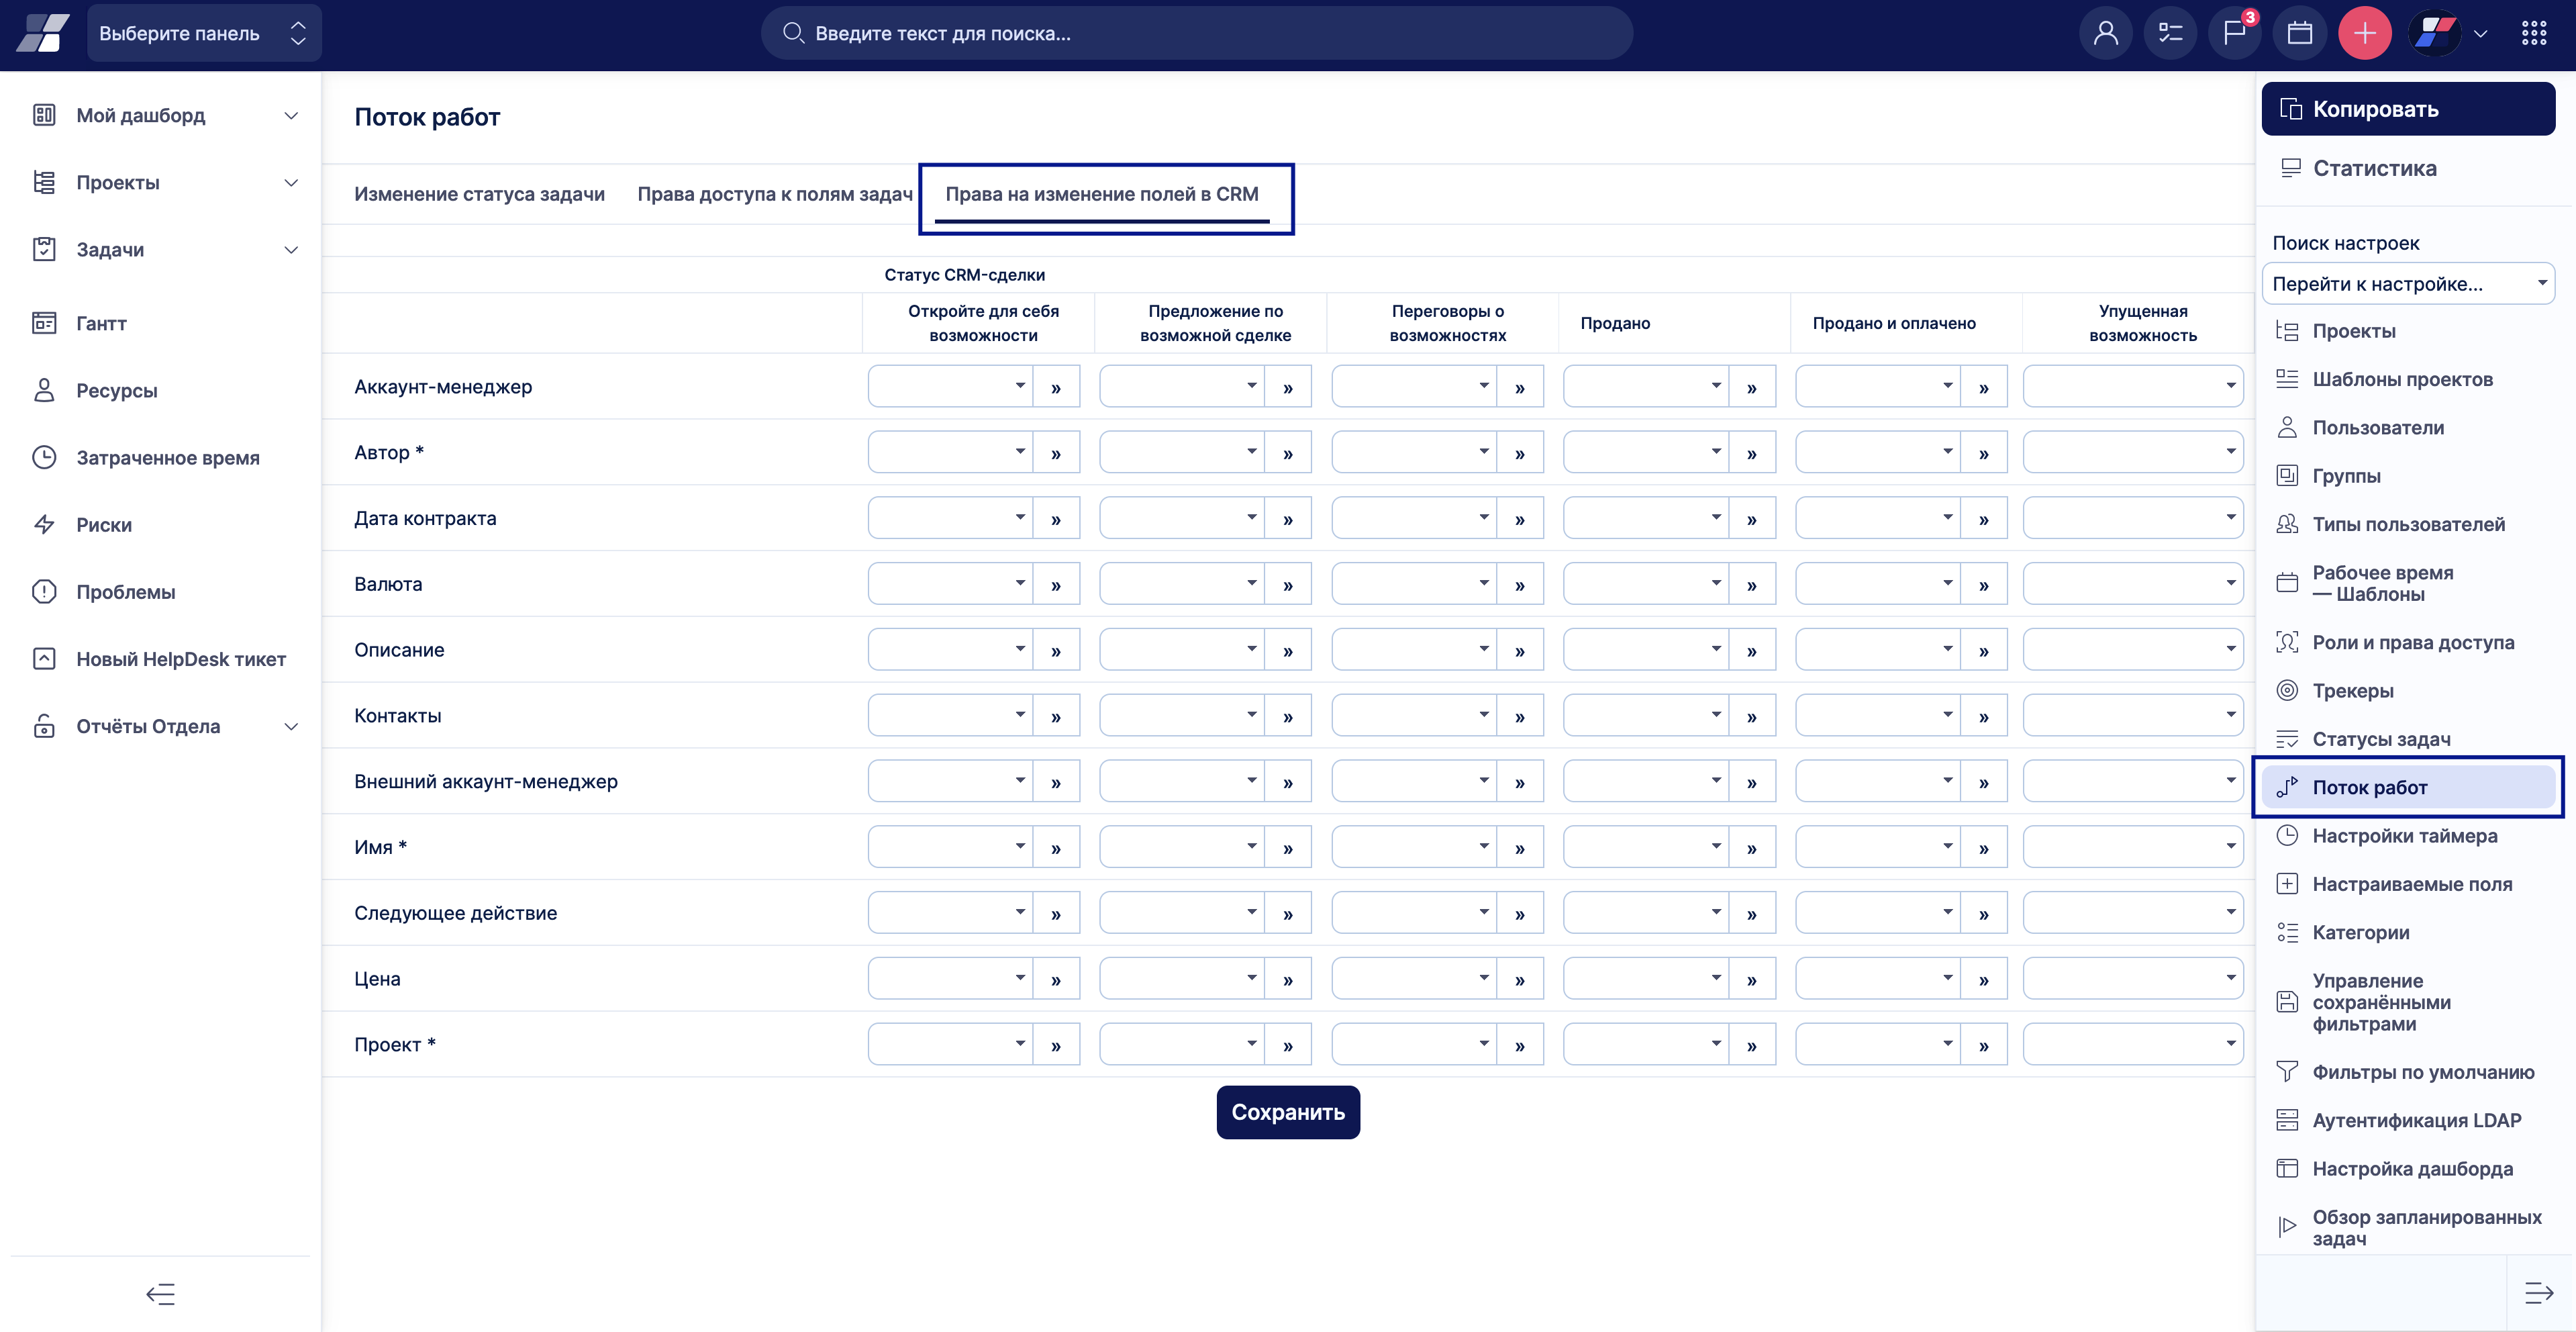 Выберите панель
Введите текст для поиска...
3
Мой дашборд
Проекты
Задачи
Гантт
Ресурсы
Затраченное время
Риски
Проблемы
Новый HelpDesk тикет
Отчёты Отдела
Поток работ
Изменение статуса задачи
Права доступа к полям задач
Права на изменение полей в CRM
Статус CRM-сделки
Откройте для себя
возможности
Предложение по
возможной сделке
Переговоры о
возможностях
Продано
Продано и оплачено
Упущенная
возможность
Аккаунт-менеджер
» » » » »
Автор *
» » » » »
Дата контракта
» » » » »
Валюта
» » » » »
Описание
» » » » »
Контакты
» » » » »
Внешний аккаунт-менеджер
» » » » »
Имя *
» » » » »
Следующее действие
» » » » »
Цена
» » » » »
Проект *
» » » » »
Сохранить
Копировать
Статистика
Поиск настроек
Перейти к настройке...
Проекты
Шаблоны проектов
Пользователи
Группы
Типы пользователей
Рабочее время
— Шаблоны
Роли и права доступа
Трекеры
Статусы задач
Поток работ
Настройки таймера
Настраиваемые поля
Категории
Управление
сохранёнными
фильтрами
Фильтры по умолчанию
Аутентификация LDAP
Настройка дашборда
Обзор запланированных
задач